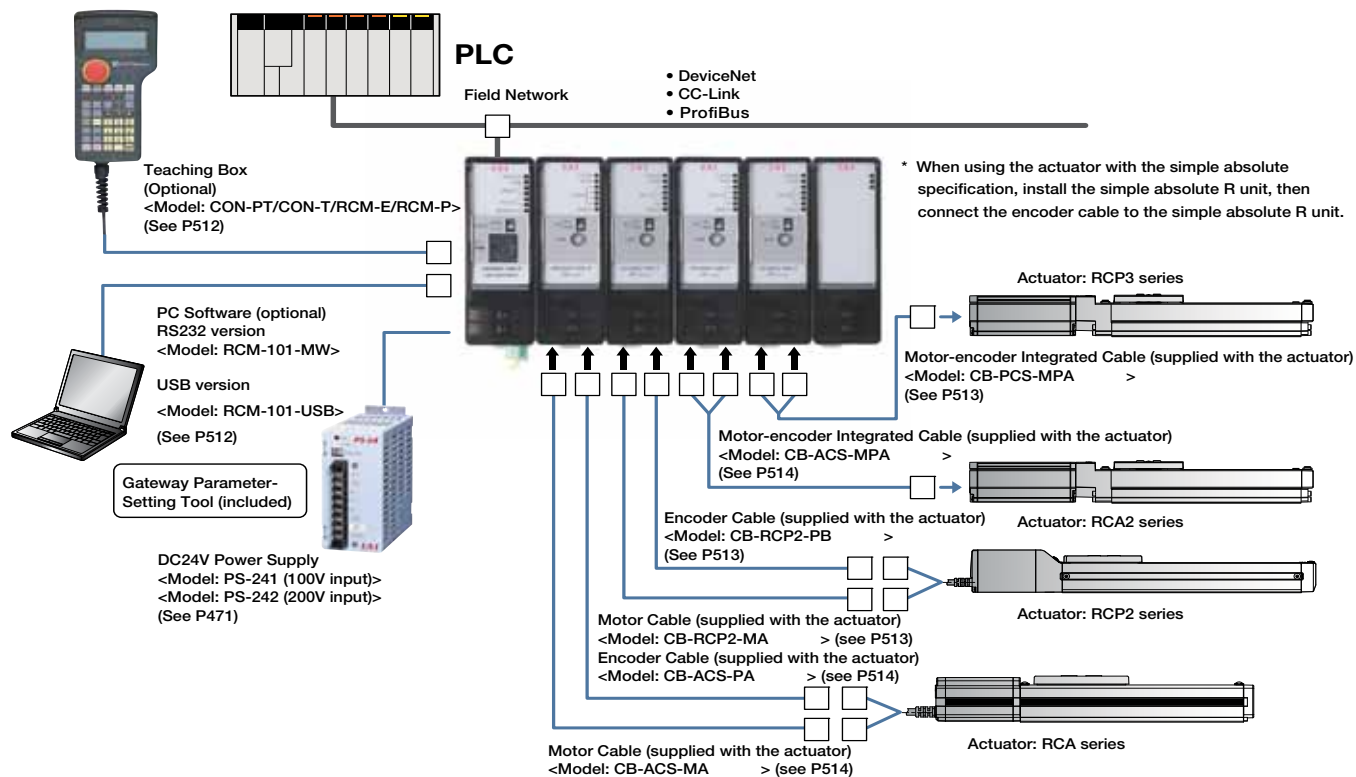 PLC
Field Network
• DeviceNet
• CC-Link
• ProfiBus
Teaching Box
(Optional)
<Model: CON-PT/CON-T/RCM-E/RCM-P>
(See P512)
* When using the actuator with the simple absolute
specification, install the simple absolute R unit, then
connect the encoder cable to the simple absolute R unit.
PC Software (optional)
RS232 version
<Model: RCM-101-MW>
USB version
<Model: RCM-101-USB>
(See P512)
Gateway Parameter-
Setting Tool (included)
DC24V Power Supply
<Model: PS-241 (100V input)>
<Model: PS-242 (200V input)>
(See P471)
Actuator: RCP3 series
Motor-encoder Integrated Cable (supplied with the actuator)
<Model: CB-PCS-MPA >
(See P513)
Motor-encoder Integrated Cable (supplied with the actuator)
<Model: CB-ACS-MPA >
(See P514)
Actuator: RCA2 series
Encoder Cable (supplied with the actuator)
<Model: CB-RCP2-PB >
(See P513)
Actuator: RCP2 series
Motor Cable (supplied with the actuator)
<Model: CB-RCP2-MA > (see P513)
Encoder Cable (supplied with the actuator)
<Model: CB-ACS-PA > (see P514)
Actuator: RCA series
Motor Cable (supplied with the actuator)
<Model: CB-ACS-MA > (see P514)